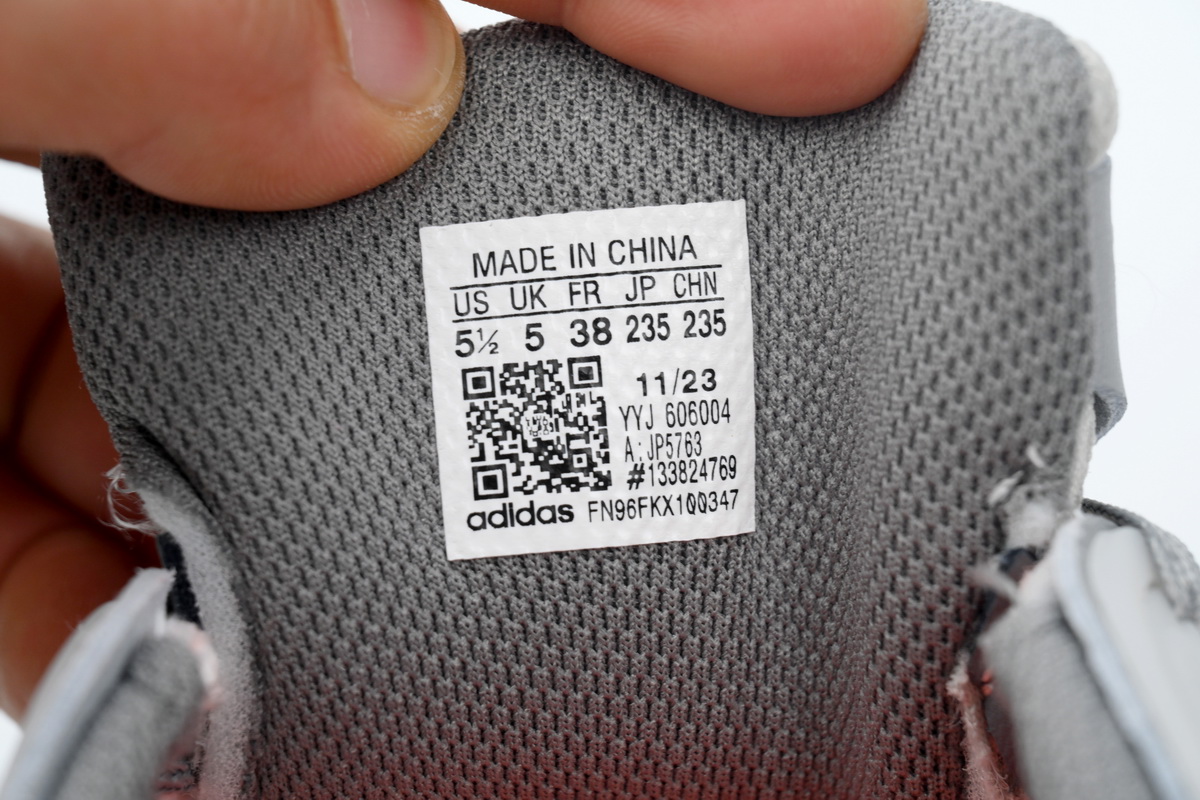 MADE IN CHINA
US UK FR JP CHN
5½ 5 38 235 235
11/23
YYJ 606004
A:JP5763
#133824769
adidas FN96FKX100347